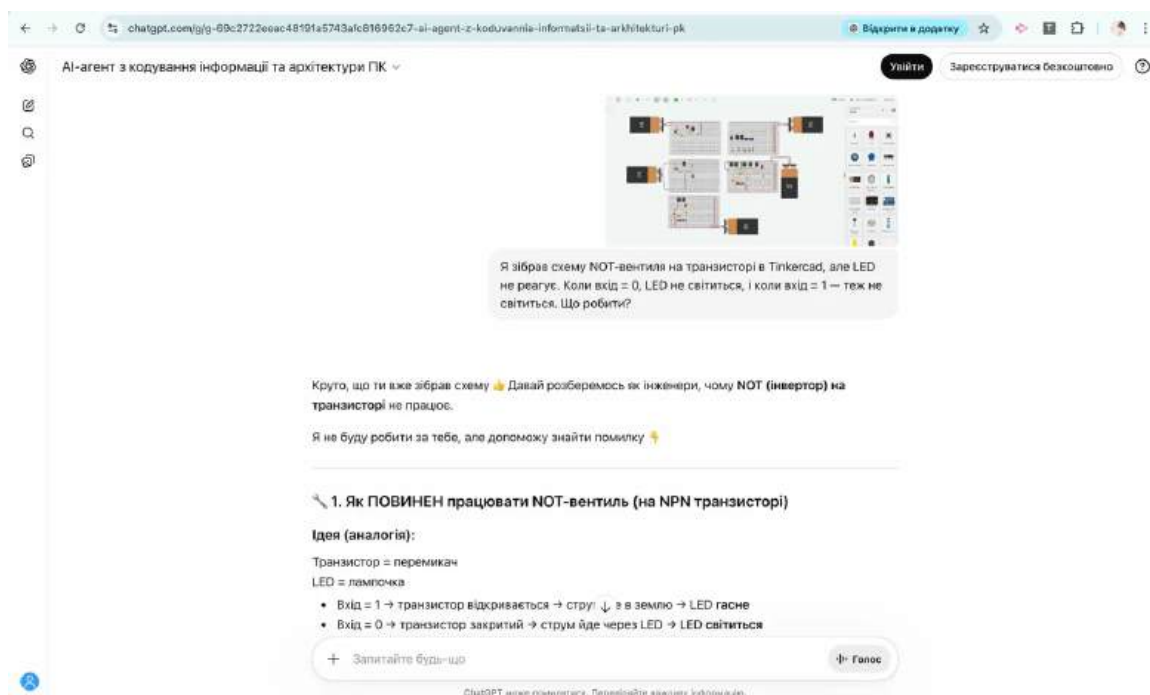 chatgpt.com/g/g-69c2722eeac48191a5743afc816962c7-ai-agent-z-koduvannia-informatsii-ta-arkhitekturi-pk
Відкрити в додатку
AI-агент з кодування інформації та архітектури ПК
Увійти
Зареєструватися безкоштовно
Я зібрав схему NOT-вентиля на транзисторі в Tinkercad, але LED
не реагує. Коли вхід = 0, LED не світиться, і коли вхід = 1 — теж не
світиться. Що робити?
Круто, що ти вже зібрав схему 👍 Давай розберемось як інженери, чому NOT (інвертор) на
транзисторі не працює.
Я не буду робити за тебе, але допоможу знайти помилку 👇
🔧 1. Як ПОВИНЕН працювати NOT-вентиль (на NPN транзисторі)
Ідея (аналогія):
Транзистор = перемикач
LED = лампочка
• Вхід = 1 → транзистор відкривається → в землю → LED гасне
• Вхід = 0 → транзистор закритий → струм йде через LED → LED світиться
Запитайте будь-що
Голос
ChatGPT може помилятися. Перевіряйте важливу інформацію.